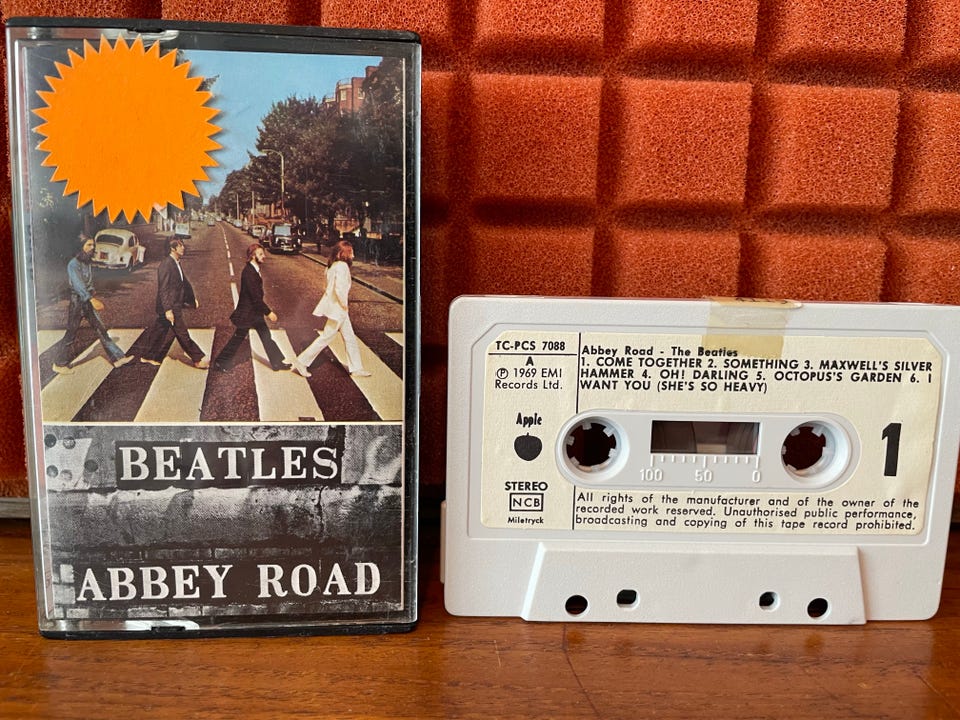 BEATLES
ABBEY ROAD
TC-PCS 7088
A
Ⓟ 1969 EMI
Records Ltd.
Apple
STEREO
NCB
Miletryck
Abbey Road - The Beatles
1. COME TOGETHER 2. SOMETHING 3. MAXWELL'S SILVER
HAMMER 4. OH! DARLING 5. OCTOPUS'S GARDEN 6. I
WANT YOU (SHE'S SO HEAVY)
100 50 0
1
All rights of the manufacturer and of the owner of the
recorded work reserved. Unauthorised public performance,
broadcasting and copying of this tape record prohibited.